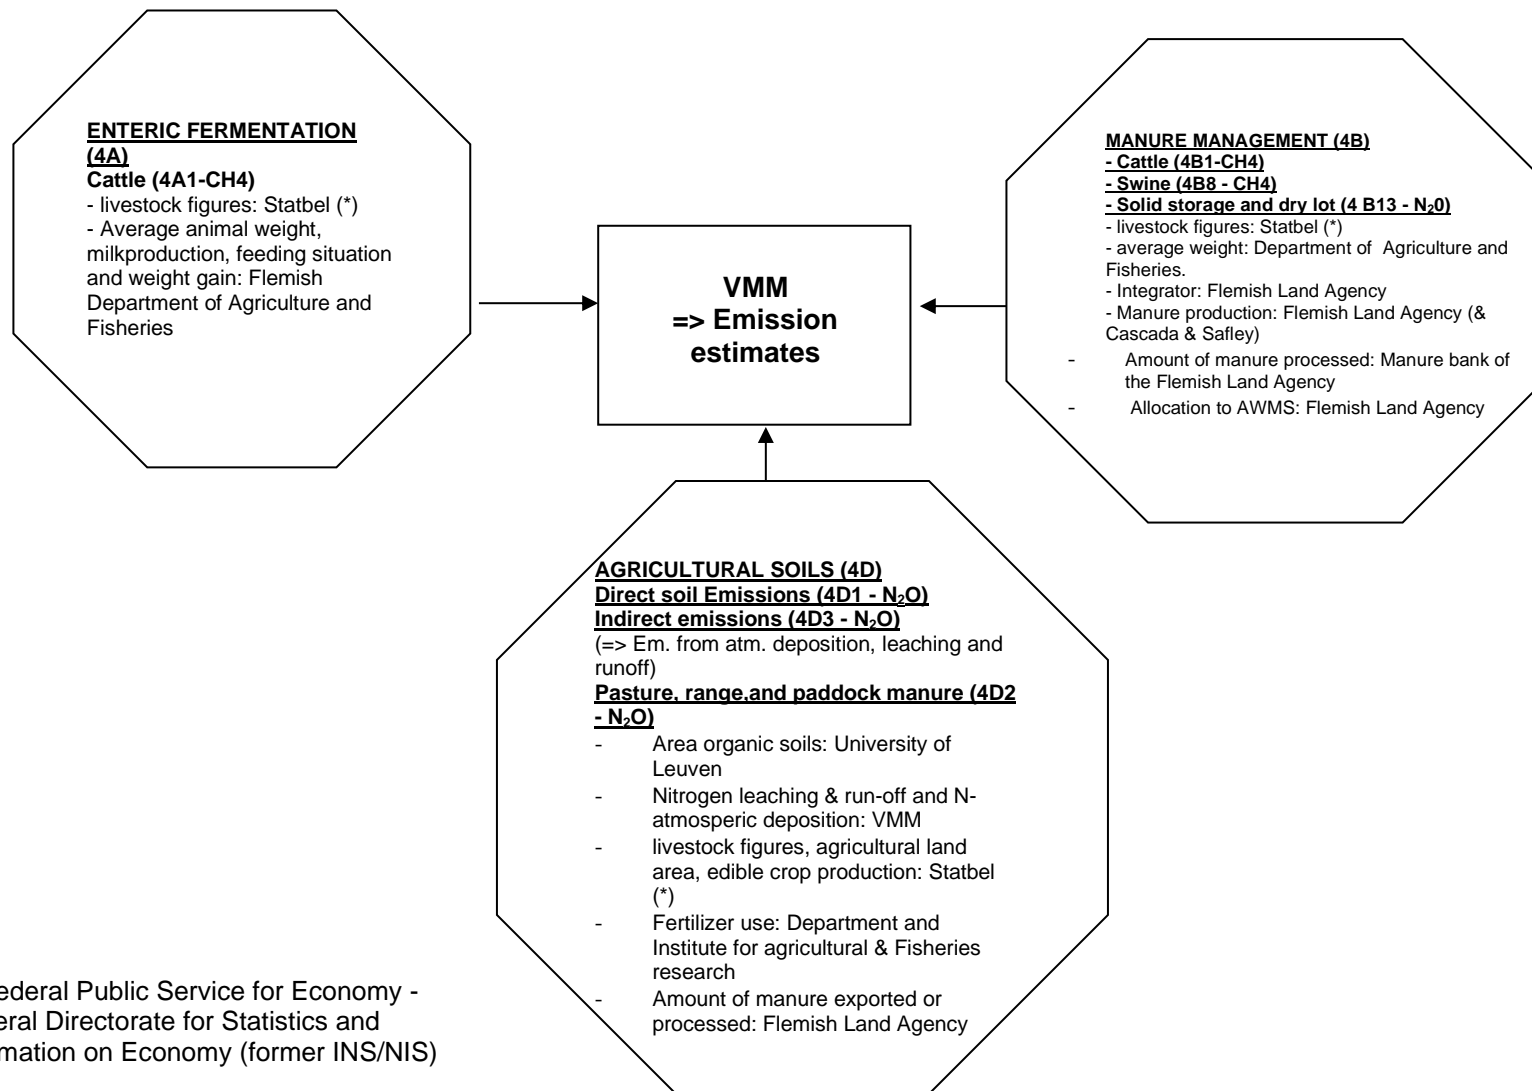 ENTERIC FERMENTATION
(4A)
Cattle (4A1-CH4)
- livestock figures: Statbel (*)
- Average animal weight,
milkproduction, feeding situation
and weight gain: Flemish
Department of Agriculture and
Fisheries
VMM
=> Emission
estimates
MANURE MANAGEMENT (4B)
- Cattle (4B1-CH4)
- Swine (4B8 - CH4)
- Solid storage and dry lot (4 B13 - N₂0)
- livestock figures: Statbel (*)
- average weight: Department of  Agriculture and
Fisheries.
- Integrator: Flemish Land Agency
- Manure production: Flemish Land Agency (&
Cascada & Safley)
- Amount of manure processed: Manure bank of
the Flemish Land Agency
- Allocation to AWMS: Flemish Land Agency
AGRICULTURAL SOILS (4D)
Direct soil Emissions (4D1 - N₂O)
Indirect emissions (4D3 - N₂O)
(=> Em. from atm. deposition, leaching and
runoff)
Pasture, range,and paddock manure (4D2
- N₂O)
- Area organic soils: University of
Leuven
- Nitrogen leaching & run-off and N-
atmosperic deposition: VMM
- livestock figures, agricultural land
area, edible crop production: Statbel
(*)
- Fertilizer use: Department and
Institute for agricultural & Fisheries
research
- Amount of manure exported or
processed: Flemish Land Agency
ederal Public Service for Economy -
eral Directorate for Statistics and
mation on Economy (former INS/NIS)